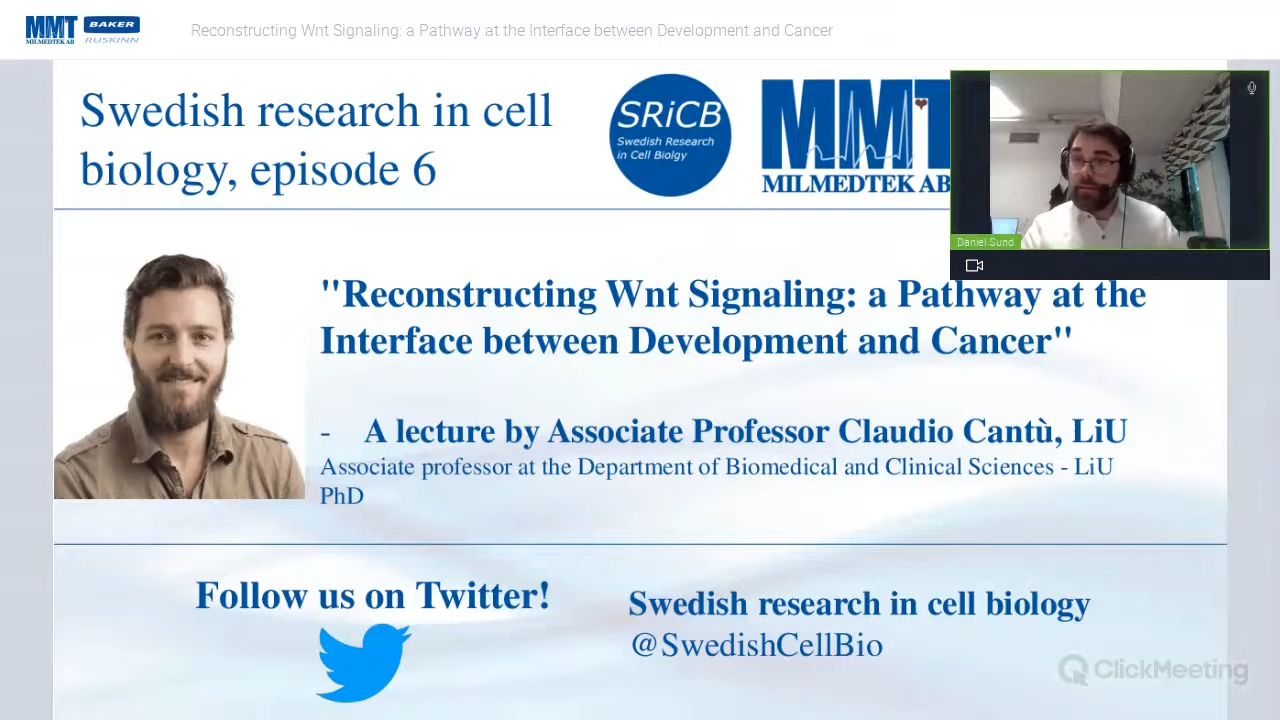 MMT
MILMEDTEK AB
BAKER
RUSKINN
Reconstructing Wnt Signaling: a Pathway at the Interface between Development and Cancer
Swedish research in cell
biology, episode 6
SRiCB
Swedish Research
in Cell Biolgy
MMT
MILMEDTEK AB
Daniel Sund
"Reconstructing Wnt Signaling: a Pathway at the
Interface between Development and Cancer"
- A lecture by Associate Professor Claudio Cantù, LiU
Associate professor at the Department of Biomedical and Clinical Sciences - LiU
PhD
Follow us on Twitter!
Swedish research in cell biology
@SwedishCellBio
ClickMeeting